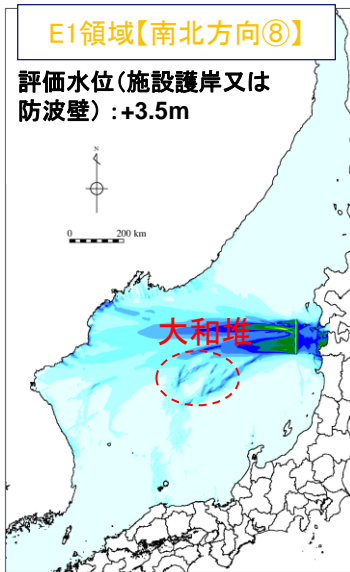 E1領域【南北方向⑧】
評価水位(施設護岸又は
防波壁）:+3.5m
N
0 200 km
大和堆